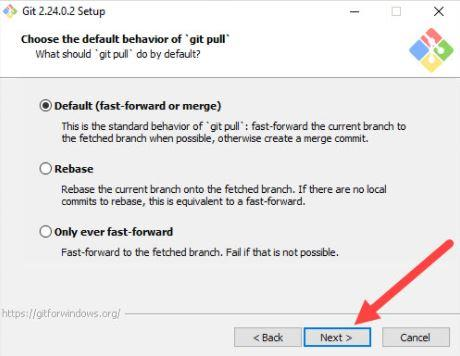 Git 2.24.0.2 Setup
Choose the default behavior of `git pull`
What should `git pull` do by default?
Default (fast-forward or merge)
This is the standard behavior of `git pull`: fast-forward the current branch to
the fetched branch when possible, otherwise create a merge commit.
Rebase
Rebase the current branch onto the fetched branch. If there are no local
commits to rebase, this is equivalent to a fast-forward.
Only ever fast-forward
Fast-forward to the fetched branch. Fail if that is not possible.
https://gitforwindows.org/
< Back
Next >
Cancel